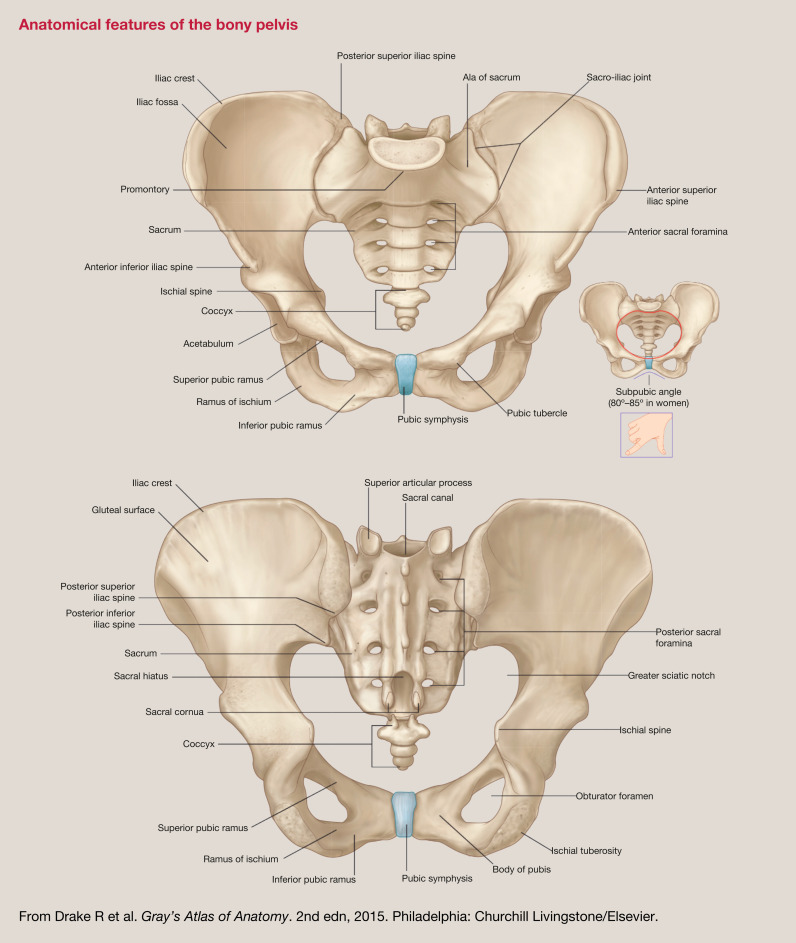 Anatomical features of the bony pelvis
Posterior superior iliac spine
Iliac crest
Ala of sacrum
Sacro-iliac joint
Iliac fossa
Promontory
Anterior superior
iliac spine
Sacrum
Anterior sacral foramina
Anterior inferior iliac spine
Ischial spine
Coccyx
Acetabulum
Superior pubic ramus
Ramus of ischium
Inferior pubic ramus
Pubic symphysis
Pubic tubercle
Subpubic angle
(80º–85º in women)
Iliac crest
Superior articular process
Sacral canal
Gluteal surface
Posterior superior
iliac spine
Posterior inferior
iliac spine
Posterior sacral
foramina
Sacrum
Sacral hiatus
Greater sciatic notch
Sacral cornua
Ischial spine
Coccyx
Obturator foramen
Superior pubic ramus
Ischial tuberosity
Ramus of ischium
Body of pubis
Inferior pubic ramus
Pubic symphysis
From Drake R et al. Gray’s Atlas of Anatomy. 2nd edn, 2015. Philadelphia: Churchill Livingstone/Elsevier.